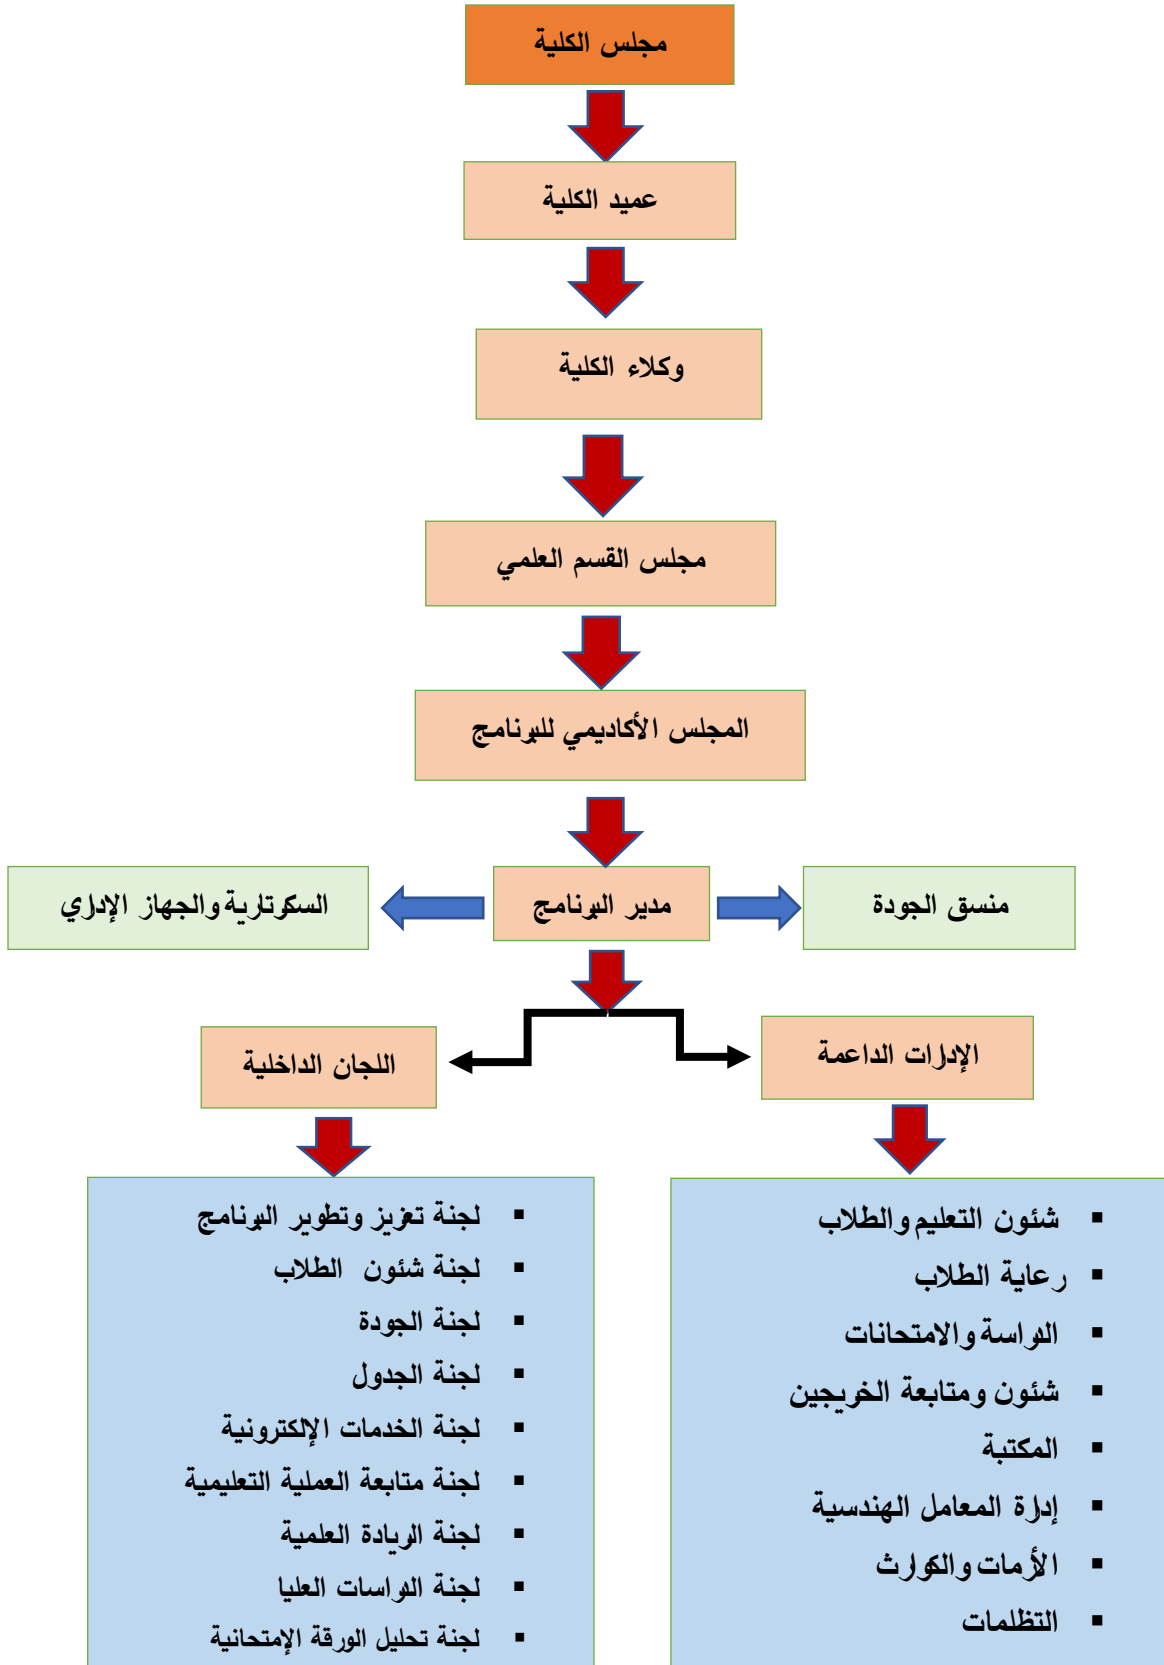 مجلس الكلية
عميد الكلية
وكلاء الكلية
مجلس القسم العلمي
المجلس الأكاديمي للبرنامج
منسق الجودة
مدير البرنامج
السكرتارية والجهاز الإداري
الإدارات الداعمة
اللجان الداخلية
▪ شئون التعليم والطلاب
▪ رعاية الطلاب
▪ الدراسة والامتحانات
▪ شئون ومتابعة الخريجين
▪ المكتبة
▪ إدارة المعامل الهندسية
▪ الأزمات والكوارث
▪ التظلمات
▪ لجنة تعزيز وتطوير البرنامج
▪ لجنة شئون الطلاب
▪ لجنة الجودة
▪ لجنة الجدول
▪ لجنة الخدمات الإلكترونية
▪ لجنة متابعة العملية التعليمية
▪ لجنة الريادة العلمية
▪ لجنة الدراسات العليا
▪ لجنة تحليل الورقة الإمتحانية